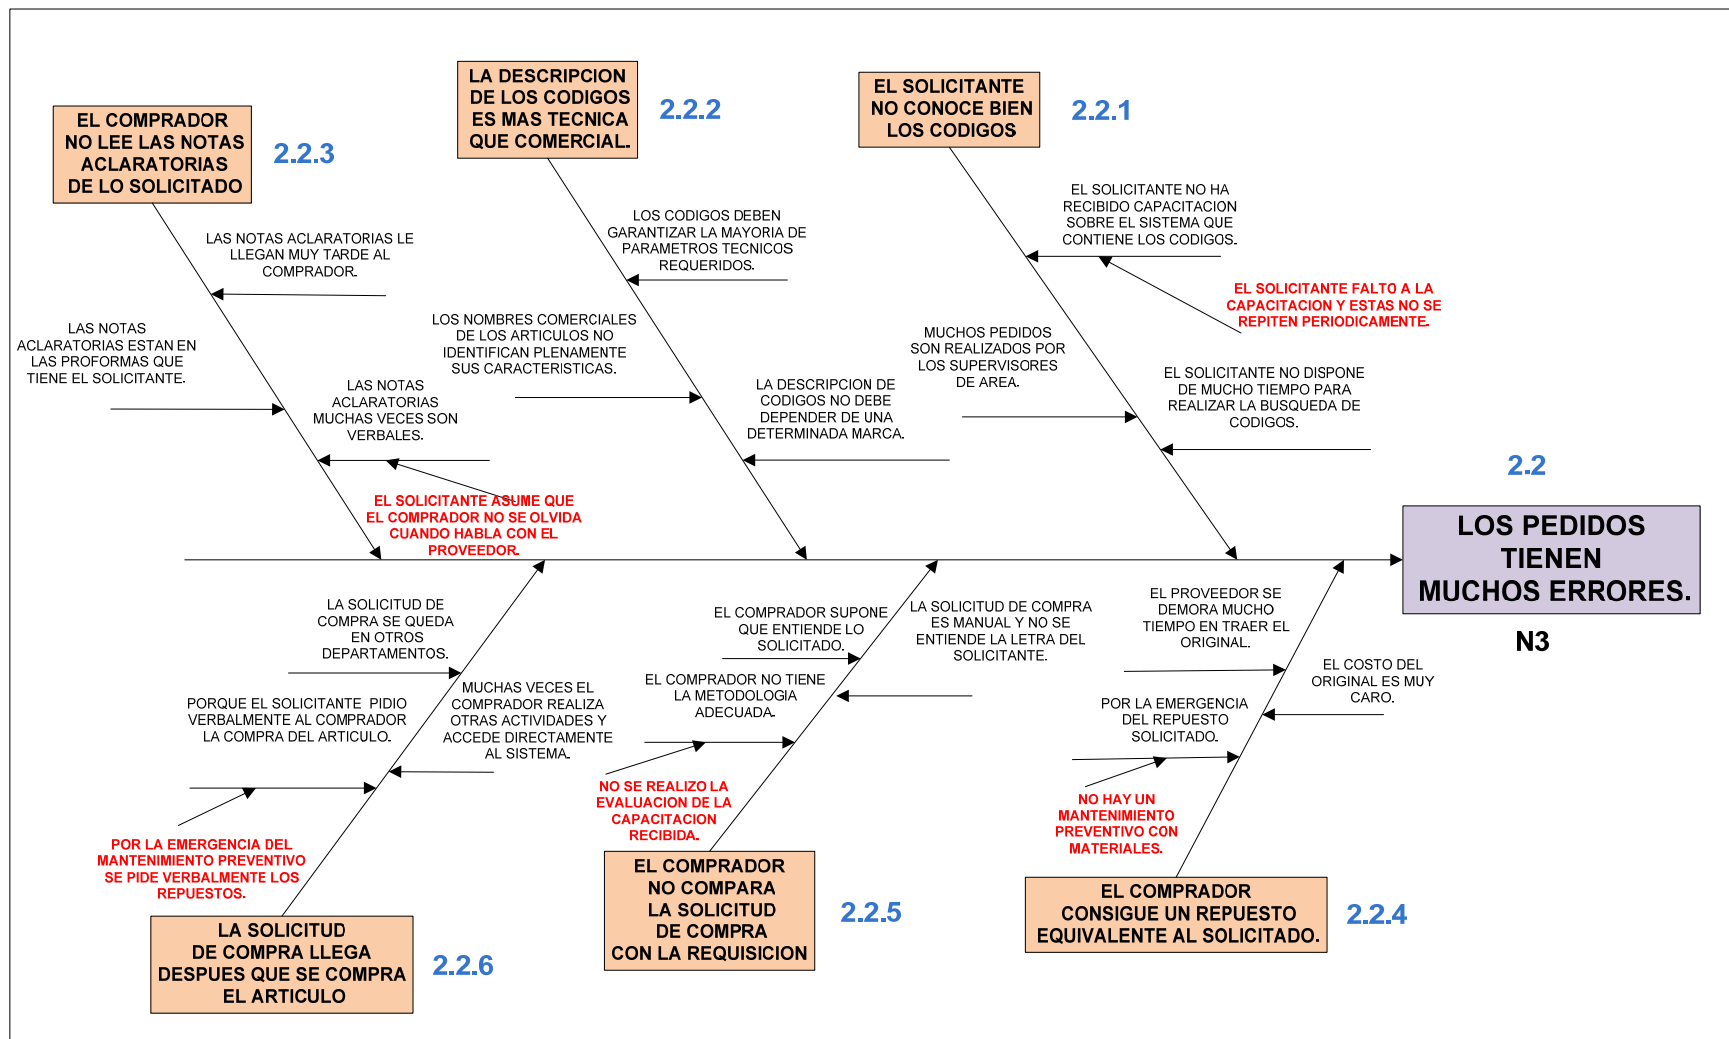 EL COMPRADOR
NO LEE LAS NOTAS
ACLARATORIAS
DE LO SOLICITADO
2.2.3
LA DESCRIPCION
DE LOS CODIGOS
ES MAS TECNICA
QUE COMERCIAL.
2.2.2
EL SOLICITANTE
NO CONOCE BIEN
LOS CODIGOS
2.2.1
LAS NOTAS ACLARATORIAS LE
LLEGAN MUY TARDE AL
COMPRADOR.
LAS NOTAS
ACLARATORIAS ESTAN EN
LAS PROFORMAS QUE
TIENE EL SOLICITANTE.
LAS NOTAS
ACLARATORIAS
MUCHAS VECES SON
VERBALES.
EL SOLICITANTE ASUME QUE
EL COMPRADOR NO SE OLVIDA
CUANDO HABLA CON EL
PROVEEDOR.
LOS CODIGOS DEBEN
GARANTIZAR LA MAYORIA DE
PARAMETROS TECNICOS
REQUERIDOS.
LOS NOMBRES COMERCIALES
DE LOS ARTICULOS NO
IDENTIFICAN PLENAMENTE
SUS CARACTERISTICAS.
LA DESCRIPCION DE
CODIGOS NO DEBE
DEPENDER DE UNA
DETERMINADA MARCA.
EL SOLICITANTE NO HA
RECIBIDO CAPACITACION
SOBRE EL SISTEMA QUE
CONTIENE LOS CODIGOS.
EL SOLICITANTE FALTO A LA
CAPACITACION Y ESTAS NO SE
REPITEN PERIODICAMENTE.
MUCHOS PEDIDOS
SON REALIZADOS POR
LOS SUPERVISORES
DE AREA.
EL SOLICITANTE NO DISPONE
DE MUCHO TIEMPO PARA
REALIZAR LA BUSQUEDA DE
CODIGOS.
2.2
LOS PEDIDOS
TIENEN
MUCHOS ERRORES.
N3
LA SOLICITUD DE
COMPRA SE QUEDA
EN OTROS
DEPARTAMENTOS.
PORQUE EL SOLICITANTE  PIDIO
VERBALMENTE AL COMPRADOR
LA COMPRA DEL ARTICULO.
MUCHAS VECES EL
COMPRADOR REALIZA
OTRAS ACTIVIDADES Y
ACCEDE DIRECTAMENTE
AL SISTEMA.
POR LA EMERGENCIA DEL
MANTENIMIENTO PREVENTIVO
SE PIDE VERBALMENTE LOS
REPUESTOS.
LA SOLICITUD
DE COMPRA LLEGA
DESPUES QUE SE COMPRA
EL ARTICULO
2.2.6
EL COMPRADOR SUPONE
QUE ENTIENDE LO
SOLICITADO.
LA SOLICITUD DE COMPRA
ES MANUAL Y NO SE
ENTIENDE LA LETRA DEL
SOLICITANTE.
EL COMPRADOR NO TIENE
LA METODOLOGIA
ADECUADA.
NO SE REALIZO LA
EVALUACION DE LA
CAPACITACION
RECIBIDA.
EL COMPRADOR
NO COMPARA
LA SOLICITUD
DE COMPRA
CON LA REQUISICION
2.2.5
EL PROVEEDOR SE
DEMORA MUCHO
TIEMPO EN TRAER EL
ORIGINAL.
EL COSTO DEL
ORIGINAL ES MUY
CARO.
POR LA EMERGENCIA
DEL REPUESTO
SOLICITADO.
NO HAY UN
MANTENIMIENTO
PREVENTIVO CON
MATERIALES.
EL COMPRADOR
CONSIGUE UN REPUESTO
EQUIVALENTE AL SOLICITADO.
2.2.4